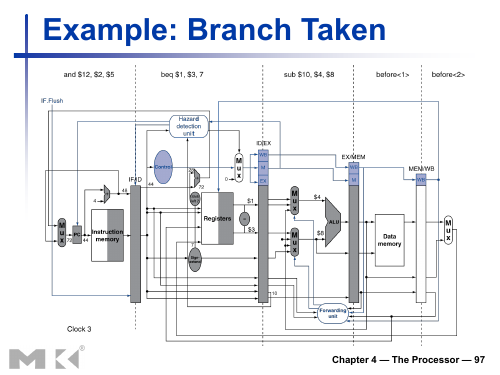 Example: Branch Taken
and $12, $2, $5
beq $1, $3, 7
sub $10, $4, $8
before<1>
before<2>
IF.Flush
Hazard
detection
unit
ID/EX
M
u
x
WB
EX/MEM
Control
0
M
WB
MEM/WB
IF/ID
EX
M
WB
48
44
72
4
$1
$4
Registers
M
u
x
M
u
x
PC
Instruction
memory
ALU
M
u
x
72
44
$3
M
u
x
$8
Data
memory
Sign-
extend
10
Forwarding
unit
Clock 3
MK®
Chapter 4 — The Processor — 97